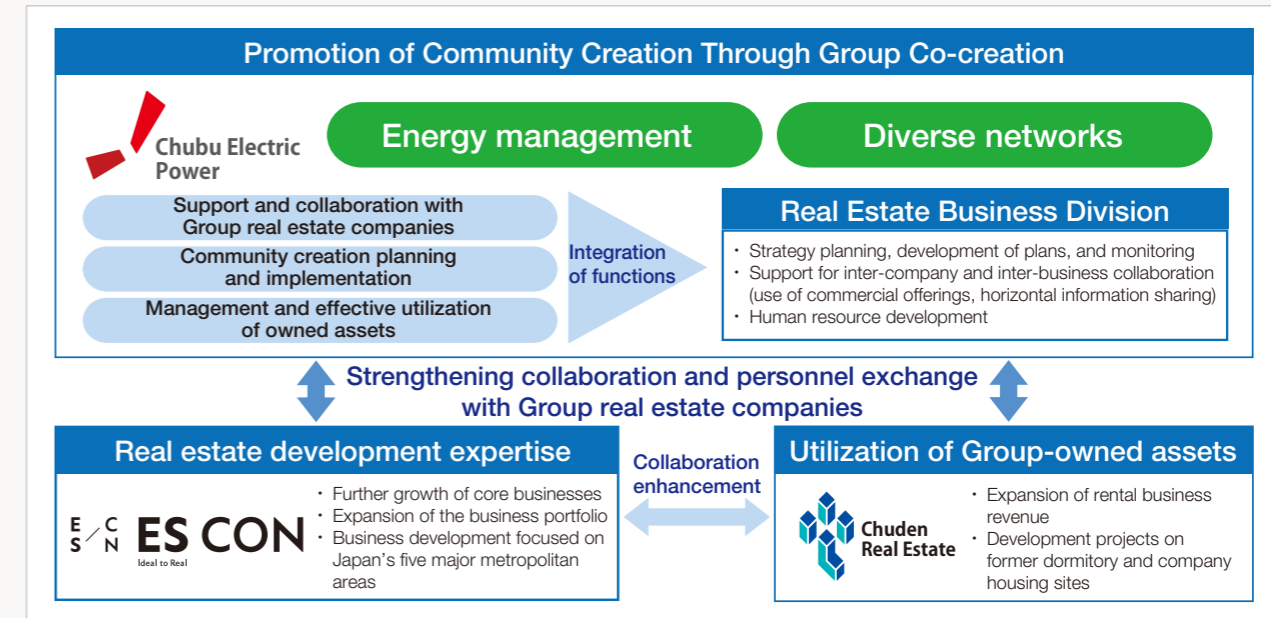 Promotion of Community Creation Through Group Co-creation
Chubu Electric
Power
Energy management
Diverse networks
Support and collaboration with
Group real estate companies
Community creation planning
and implementation
Management and effective utilization
of owned assets
Integration
of functions
Real Estate Business Division
・ Strategy planning, development of plans, and monitoring
・ Support for inter-company and inter-business collaboration
(use of commercial offerings, horizontal information sharing)
・ Human resource development
Strengthening collaboration and personnel exchange
with Group real estate companies
Real estate development expertise
ES/CN
ES CON
Ideal to Real
・ Further growth of core businesses
・ Expansion of the business portfolio
・ Business development focused on
Japan's five major metropolitan
areas
Collaboration
enhancement
Utilization of Group-owned assets
Chuden
Real Estate
・ Expansion of rental business
revenue
・ Development projects on
former dormitory and company
housing sites